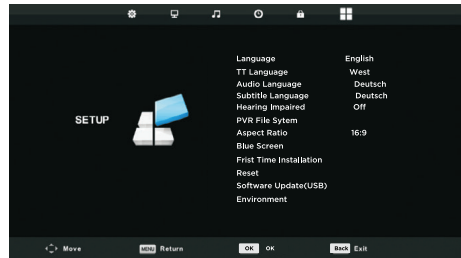 SETUP
Language English
TT Language West
Audio Language Deutsch
Subtitle Language Deutsch
Hearing Impaired Off
PVR File Sytem
Aspect Ratio 16:9
Blue Screen
Frist Time Installation
Reset
Software Update(USB)
Environment
Move MENU Return OK OK Back Exit